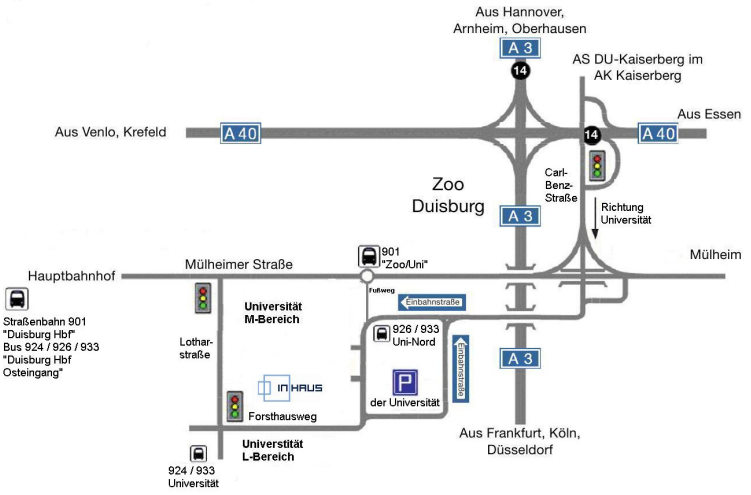 Aus Hannover,
Arnheim, Oberhausen
A 3
14
AS DU-Kaiserberg im
AK Kaiserberg
Aus Essen
Aus Venlo, Krefeld
A 40
14
A 40
Carl-
Benz-
Straße
Zoo
Duisburg
A 3
Richtung
Universität
901
"Zoo/Uni"
Mülheim
Hauptbahnhof
Mülheimer Straße
Straßenbahn 901
"Duisburg Hbf"
Bus 924 / 926 / 933
"Duisburg Hbf
Osteingang"
Universität
M-Bereich
Fußweg
Einbahnstraße
926 / 933
Uni-Nord
Lothar-
straße
Einbahnstraße
A 3
INHAUS
P
der Universität
Forsthausweg
Universtität
L-Bereich
Aus Frankfurt, Köln,
Düsseldorf
924 / 933
Universität